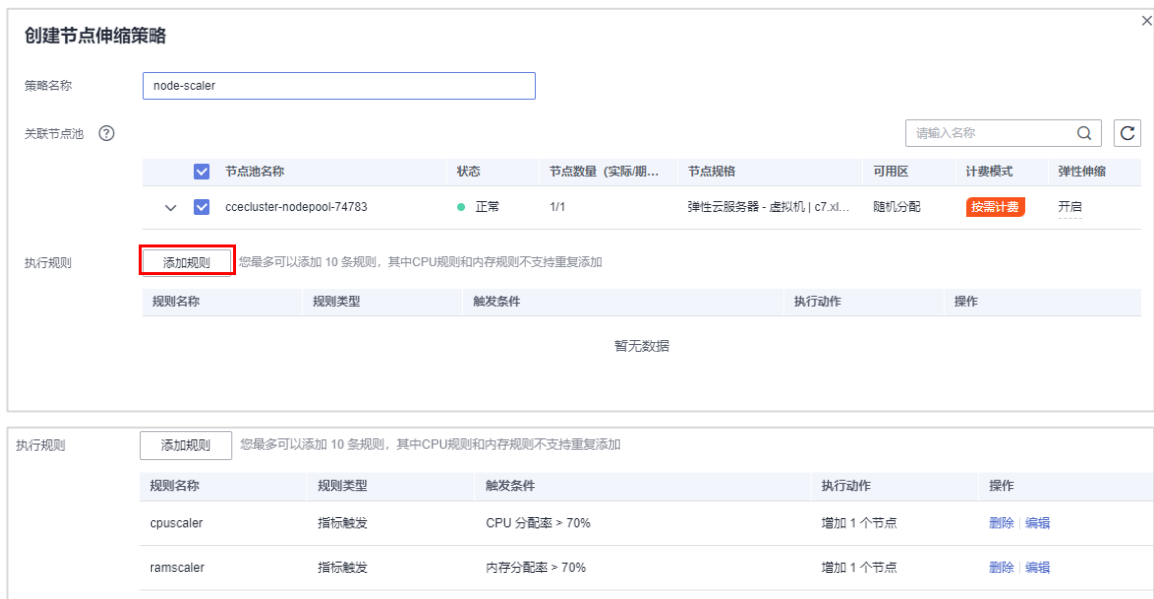 创建节点伸缩策略
策略名称 node-scaler
关联节点池 ? 请输入名称
节点池名称 状态 节点数量 (实际/期... 节点规格 可用区 计费模式 弹性伸缩
ccecluster-nodepool-74783 正常 1/1 弹性云服务器 - 虚拟机 | c7.xl... 随机分配 按需计费 开启
执行规则 添加规则 您最多可以添加 10 条规则，其中CPU规则和内存规则不支持重复添加
规则名称 规则类型 触发条件 执行动作 操作
暂无数据
执行规则 添加规则 您最多可以添加 10 条规则，其中CPU规则和内存规则不支持重复添加
规则名称 规则类型 触发条件 执行动作 操作
cpuscaler 指标触发 CPU 分配率 > 70% 增加 1 个节点 删除 | 编辑
ramscaler 指标触发 内存分配率 > 70% 增加 1 个节点 删除 | 编辑